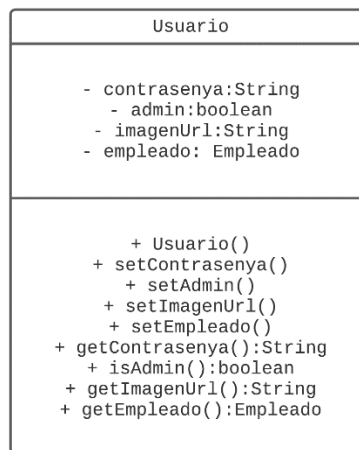 Usuario
- contrasenya:String
- admin:boolean
- imagenUrl:String
- empleado: Empleado
+ Usuario()
+ setContrasenya()
+ setAdmin()
+ setImagenUrl()
+ setEmpleado()
+ getContrasenya():String
+ isAdmin():boolean
+ getImagenUrl():String
+ getEmpleado():Empleado